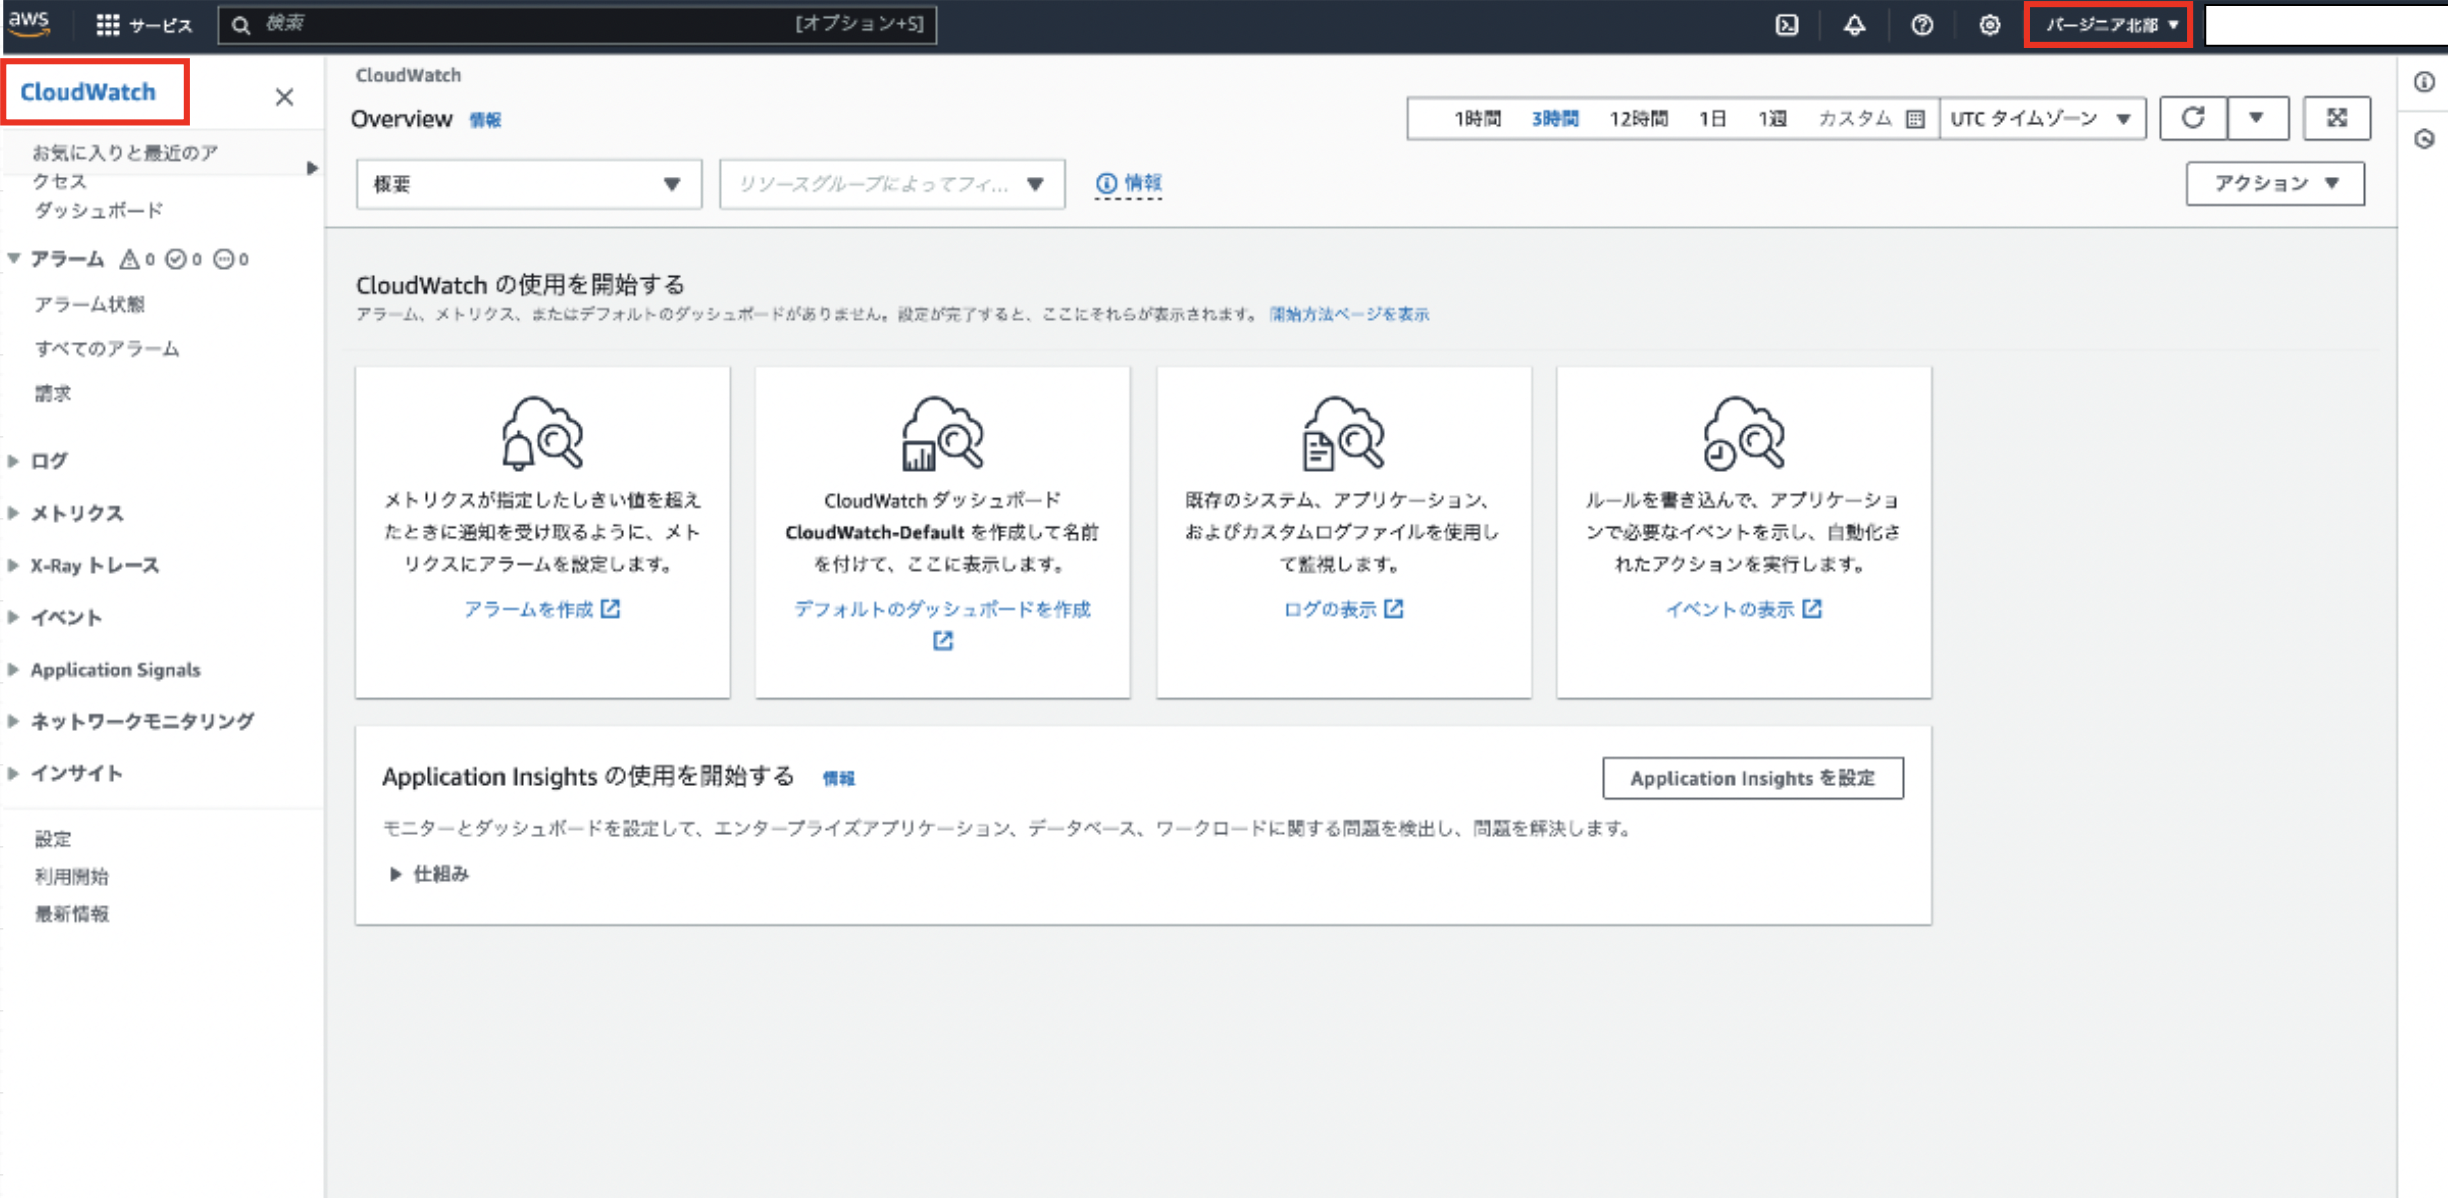 aws
サービス
検索
[オプション+S]
バージニア北部 ▼
CloudWatch
お気に入りと最近のア
クセス
ダッシュボード
アラーム 0 0 0
アラーム状態
すべてのアラーム
請求
ログ
メトリクス
X-Ray トレース
イベント
Application Signals
ネットワークモニタリング
インサイト
設定
利用開始
最新情報
CloudWatch
Overview 情報
1時間 3時間 12時間 1日 1週 カスタム UTC タイムゾーン
概要
リソースグループによってフィ...
情報
アクション
CloudWatch の使用を開始する
アラーム、メトリクス、またはデフォルトのダッシュボードがありません。設定が完了すると、ここにそれらが表示されます。 開始方法ページを表示
メトリクスが指定したしきい値を超え
たときに通知を受け取るように、メト
リクスにアラームを設定します。
アラームを作成
CloudWatch ダッシュボード
CloudWatch-Default を作成して名前
を付けて、ここに表示します。
デフォルトのダッシュボードを作成
既存のシステム、アプリケーション、
およびカスタムログファイルを使用し
て監視します。
ログの表示
ルールを書き込んで、アプリケーショ
ンで必要なイベントを示し、自動化さ
れたアクションを実行します。
イベントの表示
Application Insights の使用を開始する 情報
Application Insights を設定
モニターとダッシュボードを設定して、エンタープライズアプリケーション、データベース、ワークロードに関する問題を検出し、問題を解決します。
仕組み